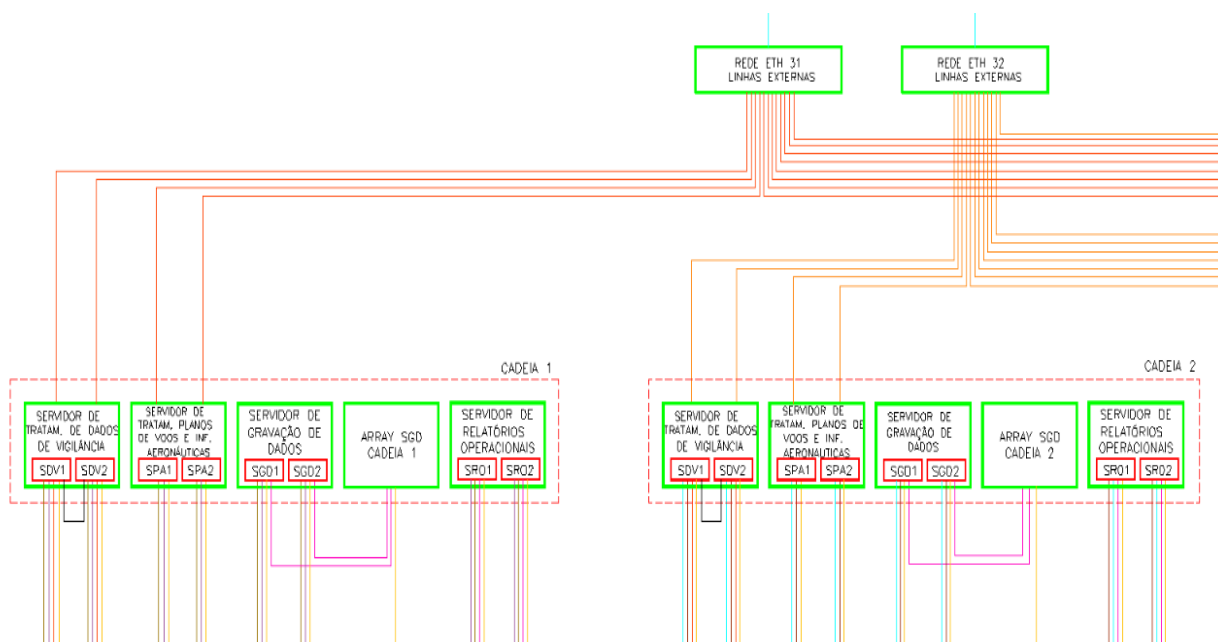 REDE ETH 31
LINHAS EXTERNAS
REDE ETH 32
LINHAS EXTERNAS
CADEIA 1
SERVIDOR DE
TRATAM. DE DADOS
DE VIGILÂNCIA
SDV1
SDV2
SERVIDOR DE
TRATAM. PLANOS
DE VOOS E INF.
AERONÁUTICAS
SPA1
SPA2
SERVIDOR DE
GRAVAÇÃO DE
DADOS
SGD1
SGD2
ARRAY SGD
CADEIA 1
SERVIDOR DE
RELATÓRIOS
OPERACIONAIS
SRO1
SRO2
CADEIA 2
SERVIDOR DE
TRATAM. DE DADOS
DE VIGILÂNCIA
SDV1
SDV2
SERVIDOR DE
TRATAM. PLANOS DE
VOOS E INF.
AERONÁUTICAS
SPA1
SPA2
SERVIDOR DE
GRAVAÇÃO DE
DADOS
SGD1
SGD2
ARRAY SGD
CADEIA 2
SERVIDOR DE
RELATÓRIOS
OPERACIONAIS
SRO1
SRO2